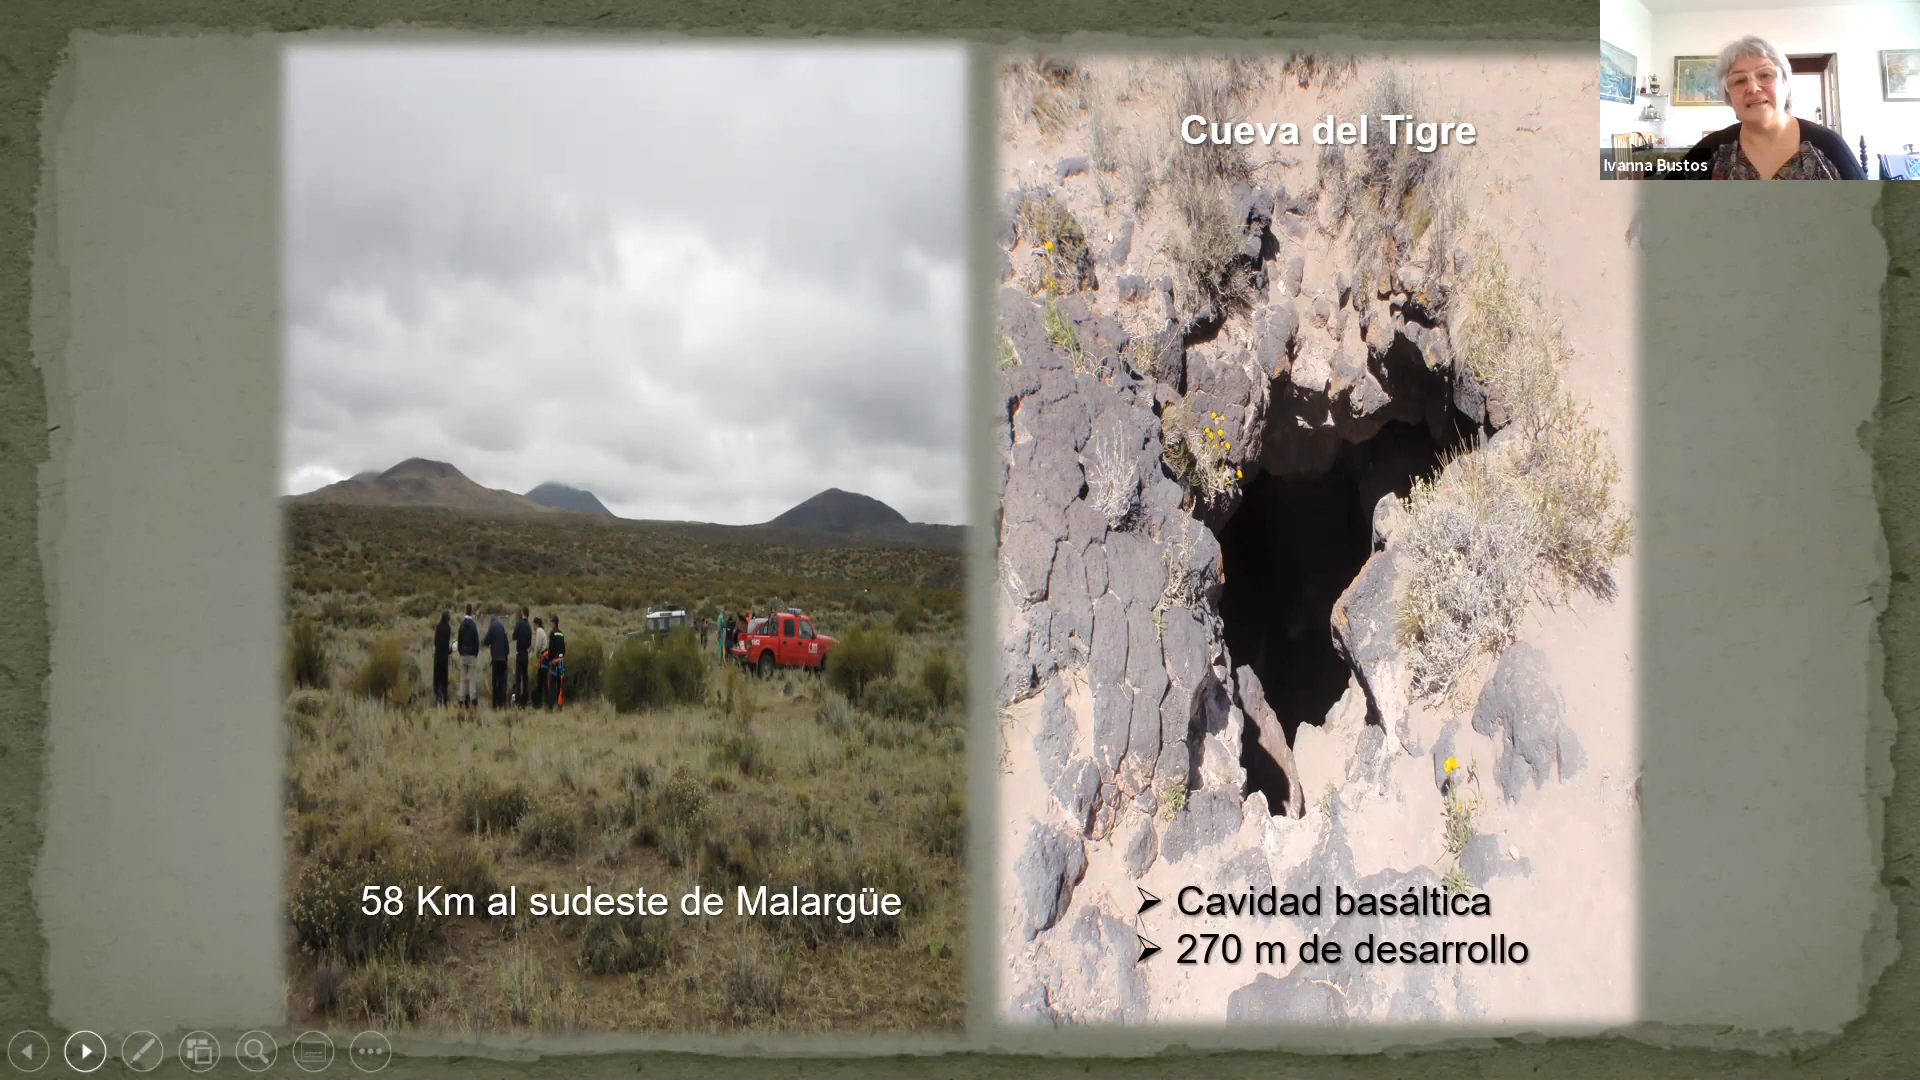 Cueva del Tigre
Ivanna Bustos
58 Km al sudeste de Malargüe
➢ Cavidad basáltica
➢ 270 m de desarrollo